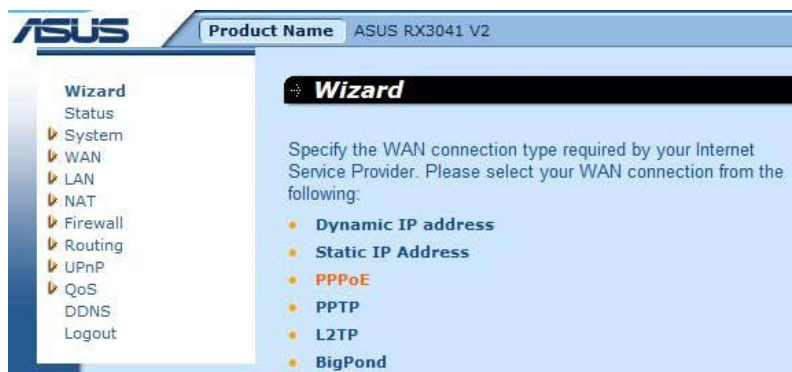 ASUS
Product Name ASUS RX3041 V2
Wizard
Status
System
WAN
LAN
NAT
Firewall
Routing
UPnP
QoS
DDNS
Logout
Wizard
Specify the WAN connection type required by your Internet
Service Provider. Please select your WAN connection from the
following:
Dynamic IP address
Static IP Address
PPPoE
PPTP
L2TP
BigPond